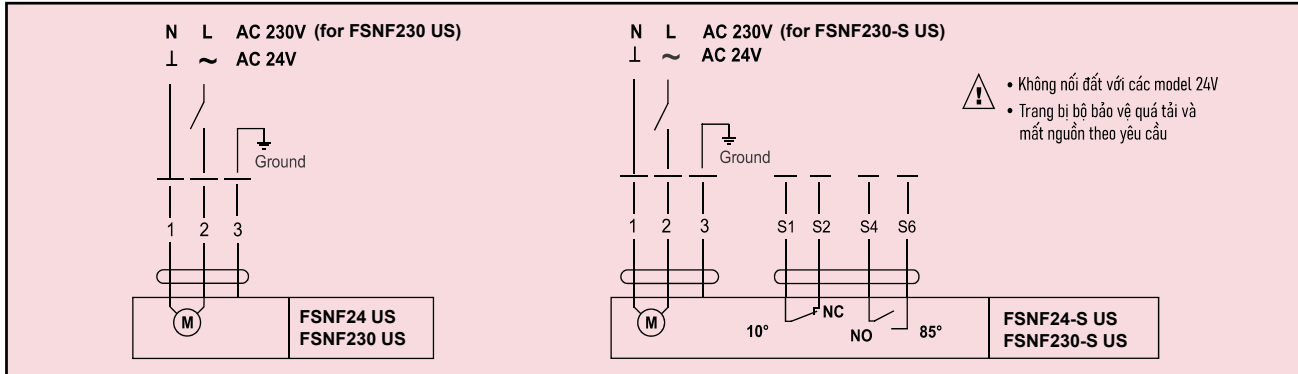 N L AC 230V (for FSNF230 US)
⊥ ~ AC 24V
Ground
1 2 3
M
FSNF24 US
FSNF230 US
N L AC 230V (for FSNF230-S US)
⊥ ~ AC 24V
Ground
1 2 3 S1 S2 S4 S6
M
10° NC
NO 85°
FSNF24-S US
FSNF230-S US
!
• Không nối đất với các model 24V
• Trang bị bộ bảo vệ quá tải và
mất nguồn theo yêu cầu